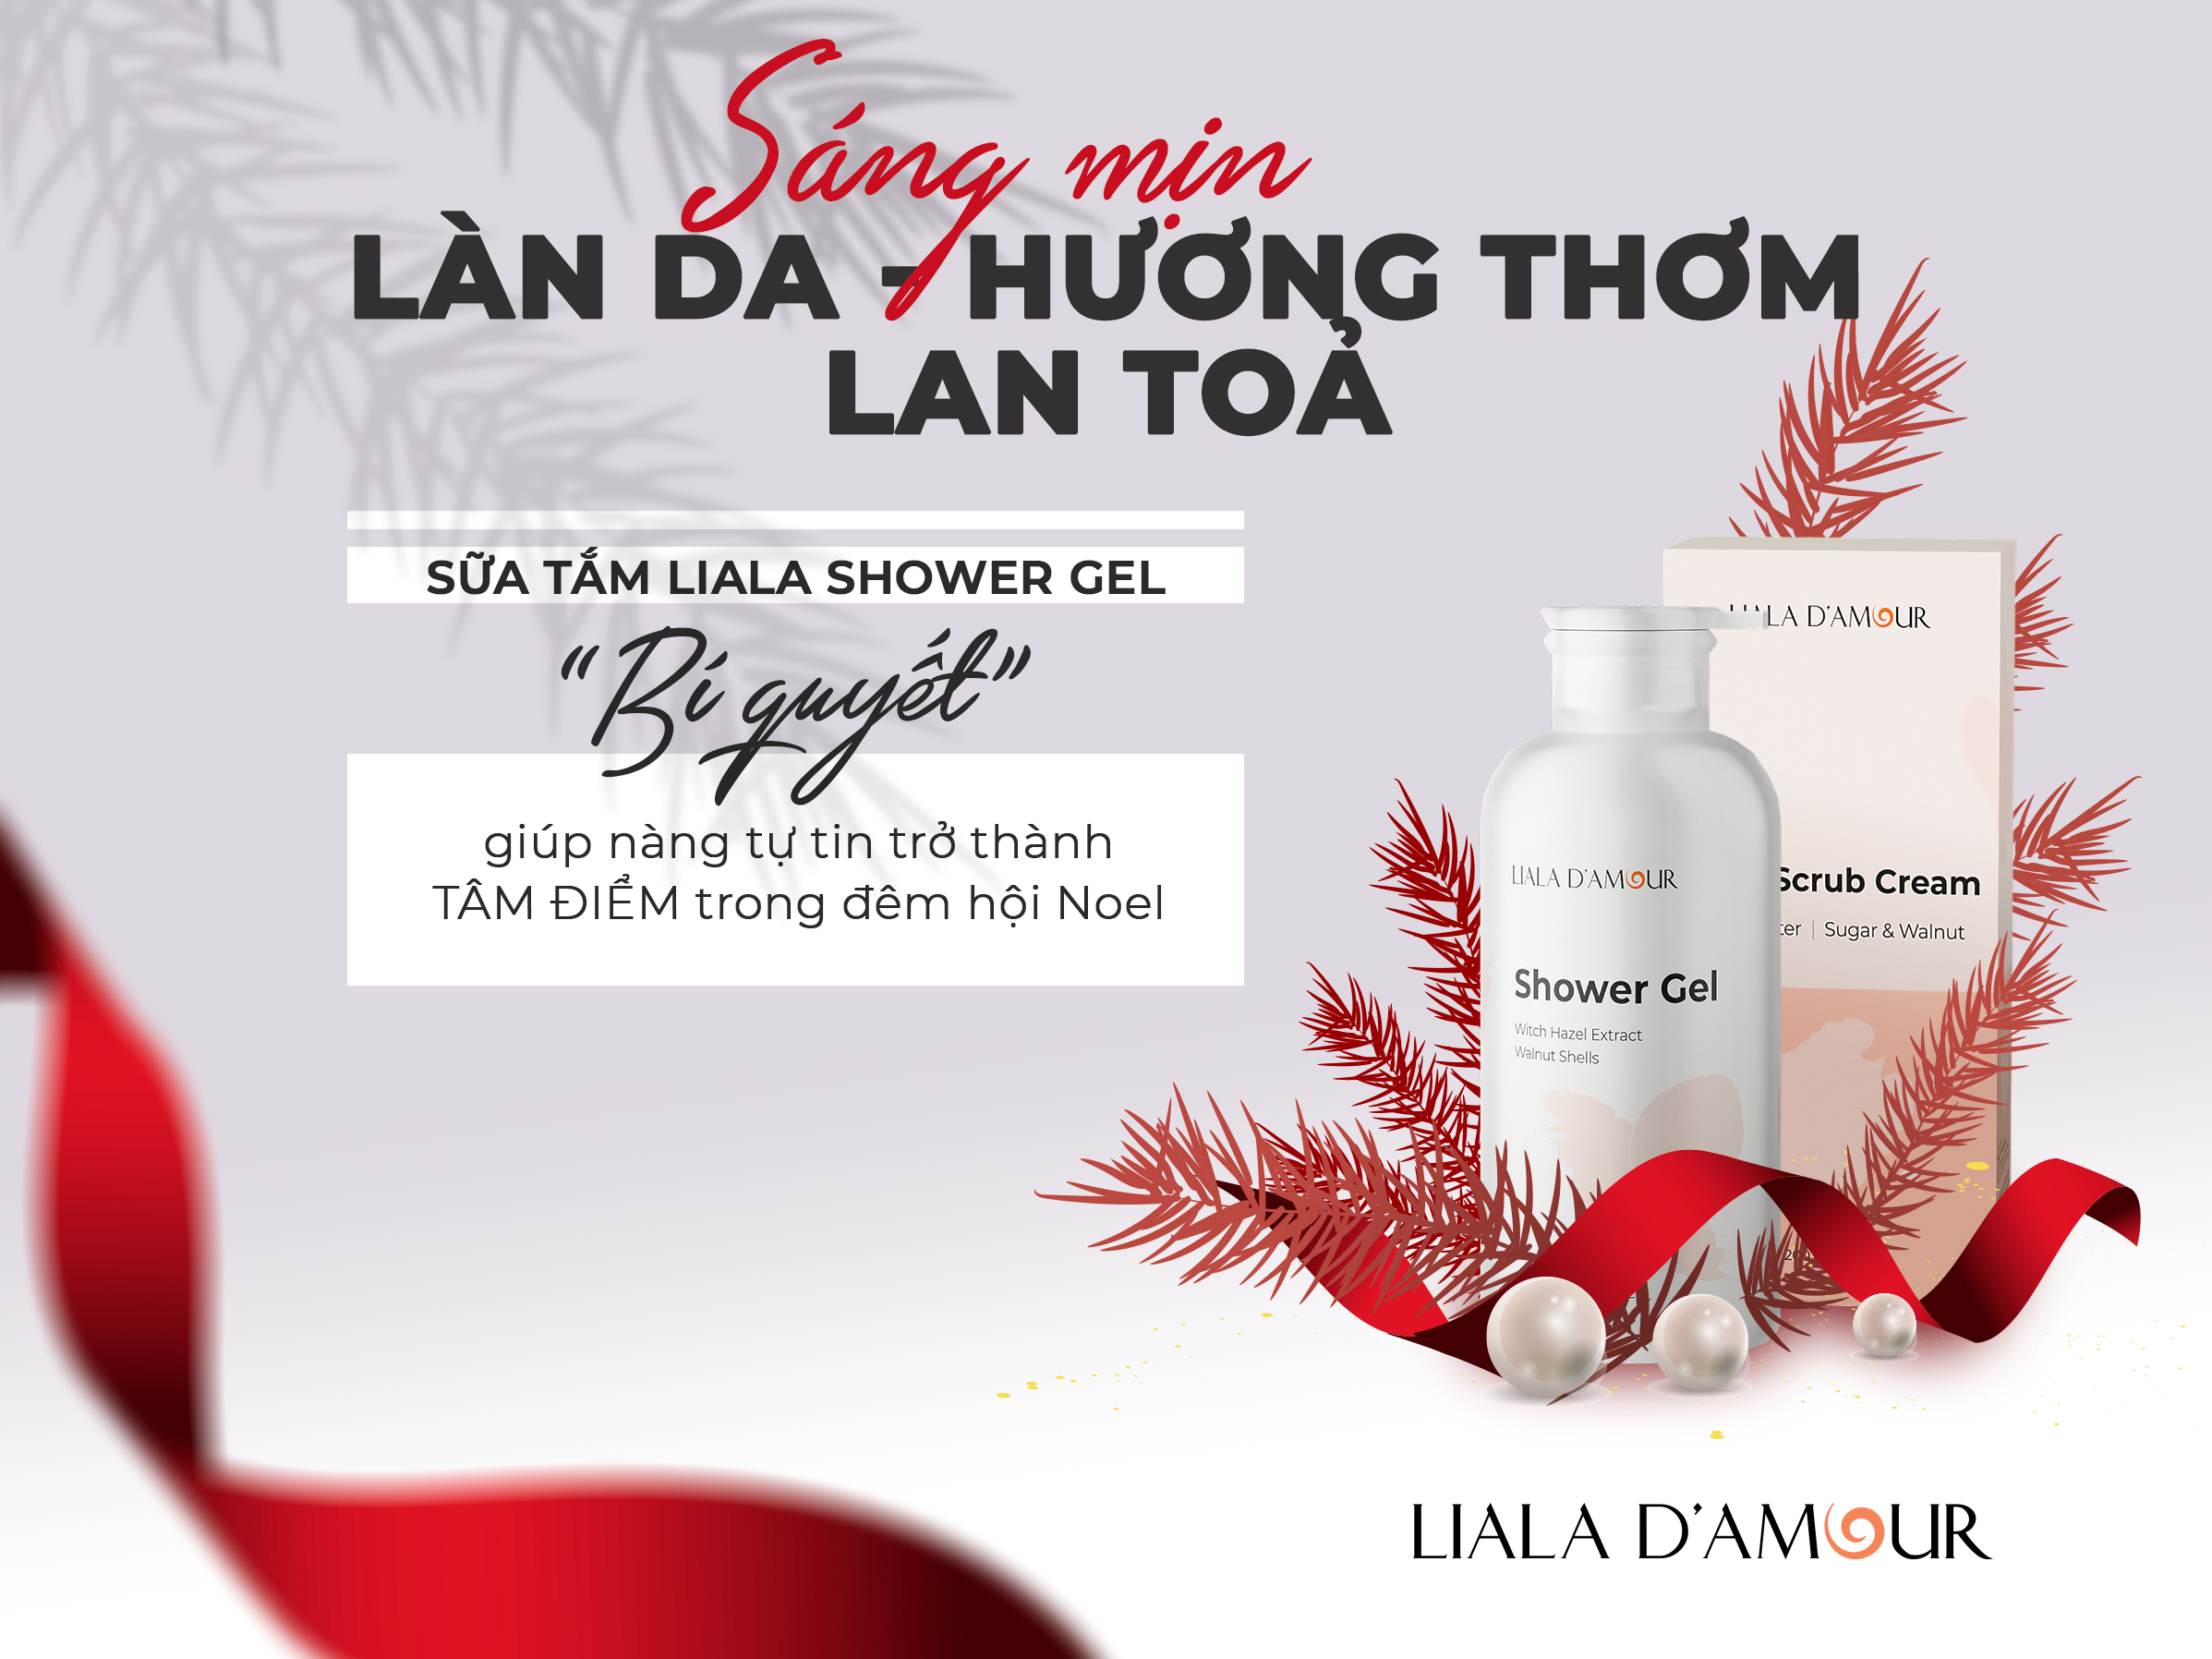 Sáng mịn
LÀN DA - HƯƠNG THƠM
LAN TOẢ
SỮA TẮM LIALA SHOWER GEL
"Bí quyết"
giúp nàng tự tin trở thành
TÂM ĐIỂM trong đêm hội Noel
LIALA D'AMOUR
Scrub Cream
Sugar & Walnut
LIALA D'AMOUR
Shower Gel
Witch Hazel Extract
Walnut Shells
LIALA D'AMOUR